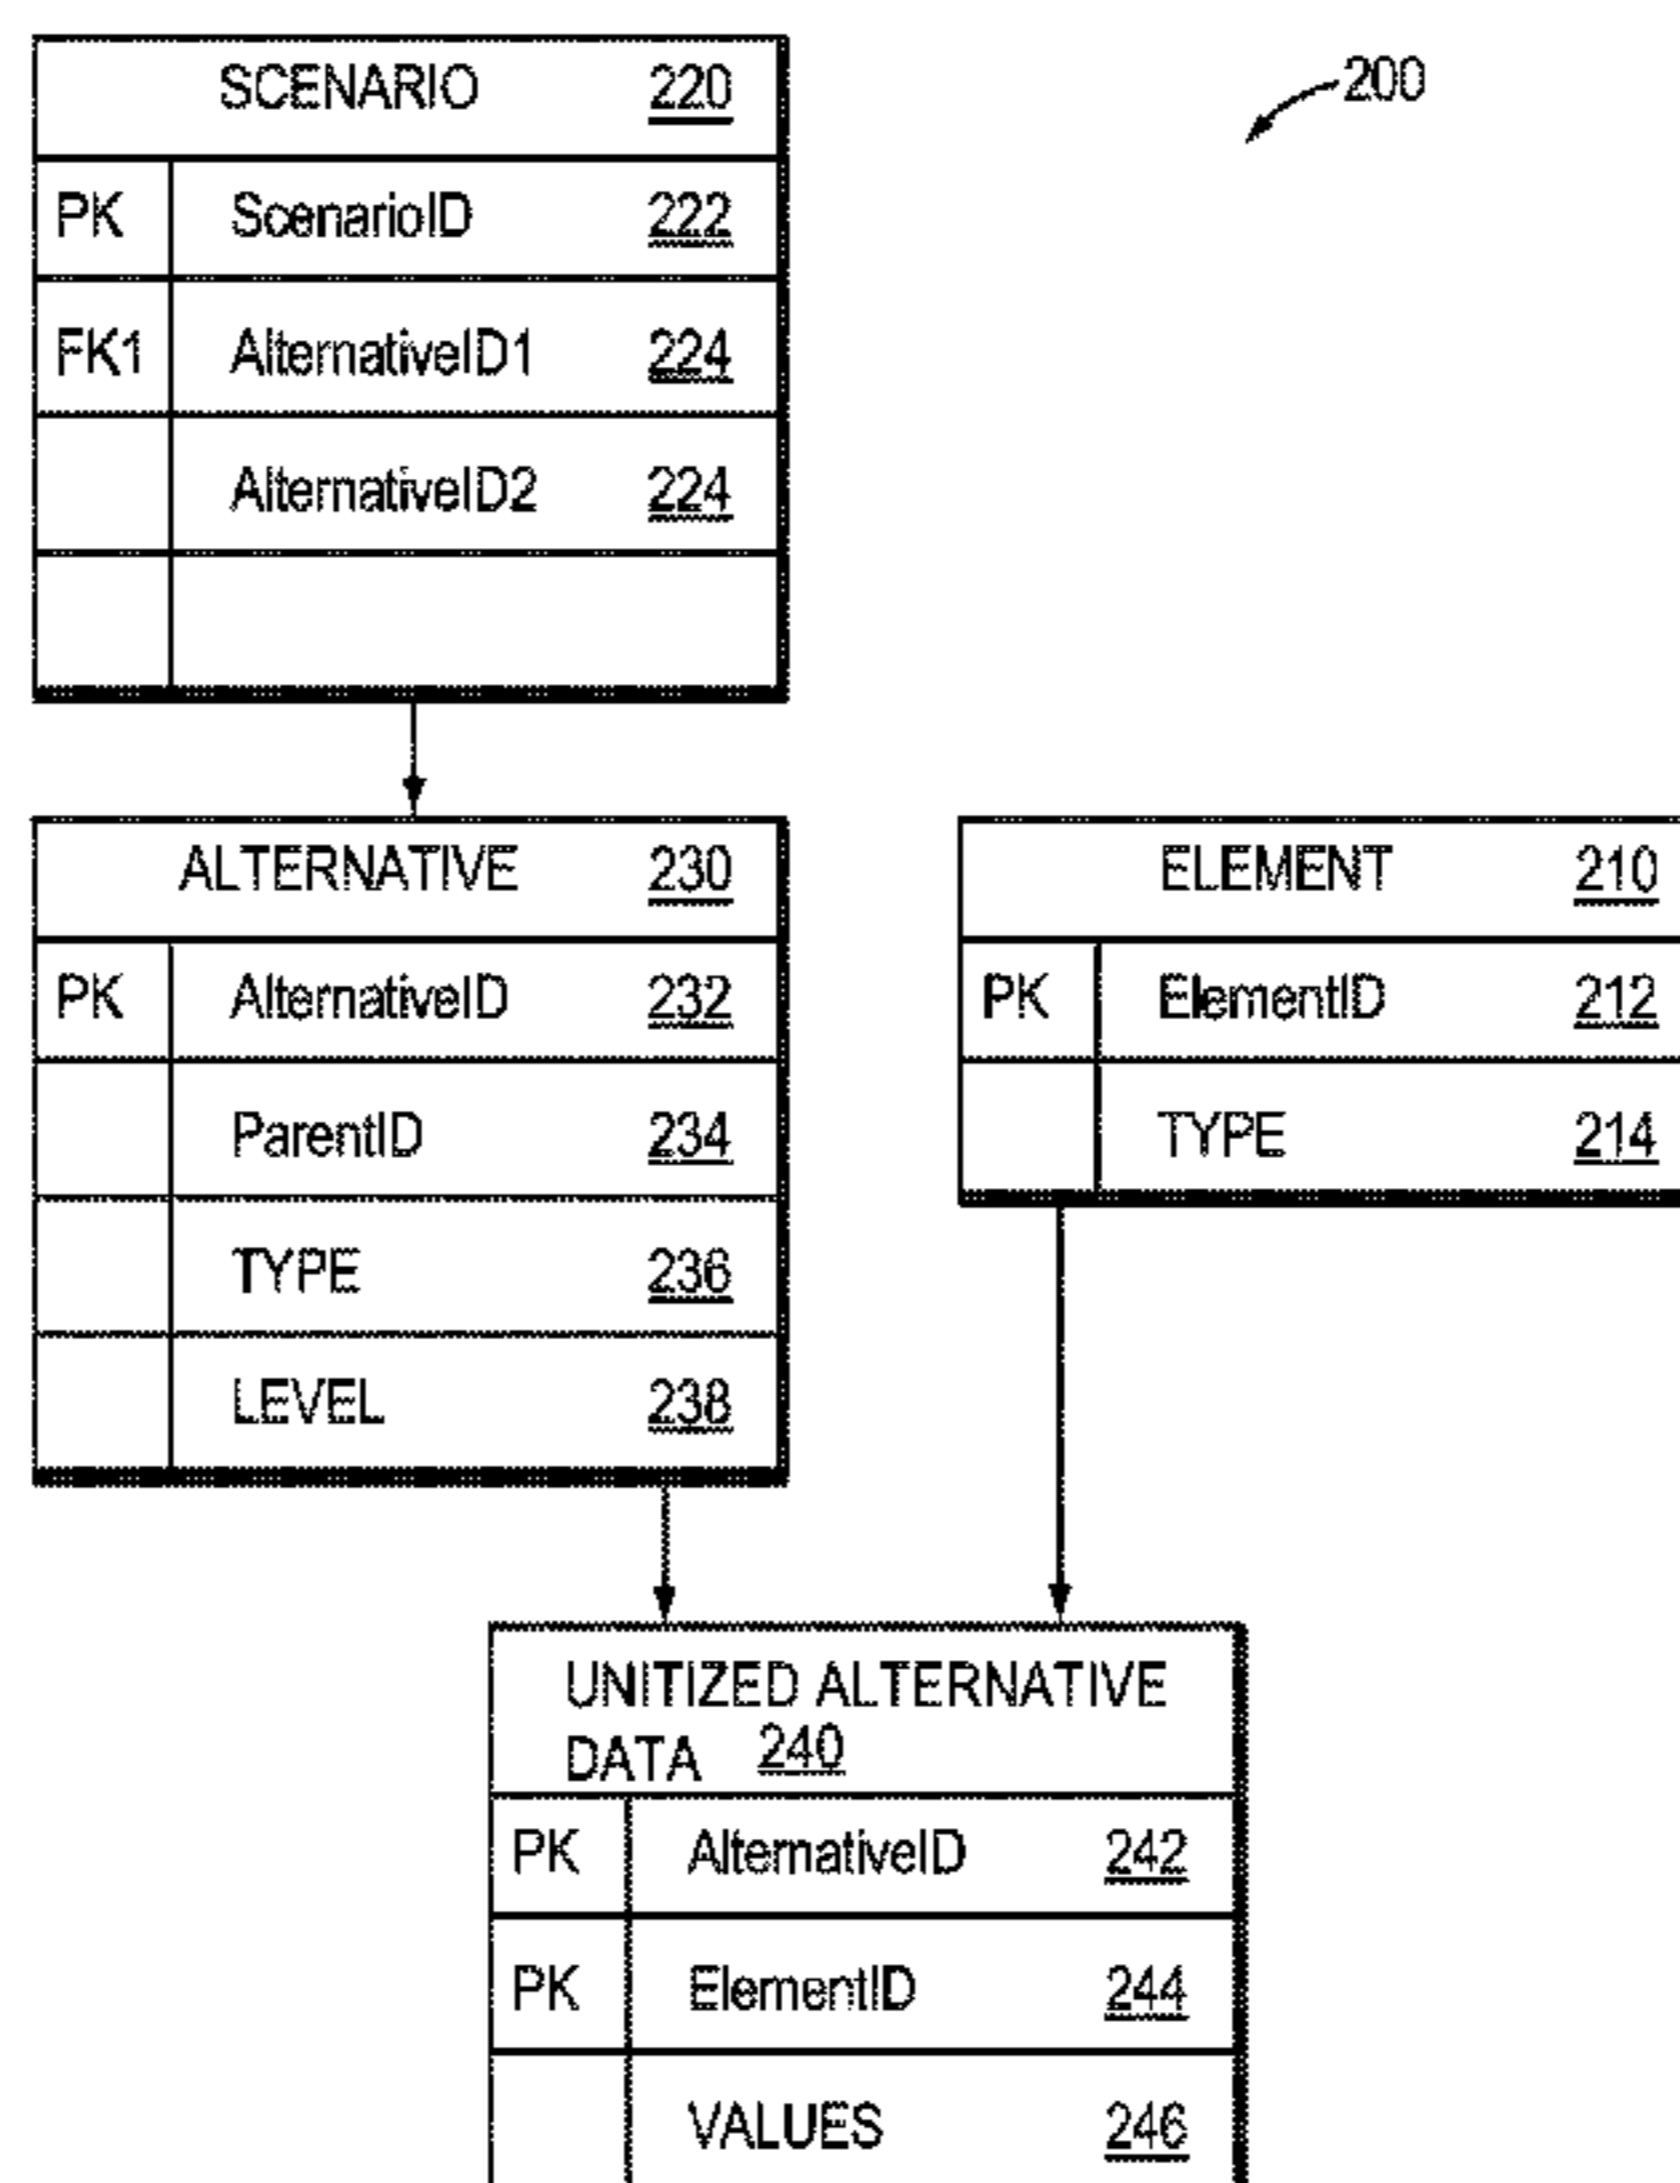 200
SCENARIO 220
PK ScenarioID 222
FK1 AlternativeID1 224
AlternativeID2 224
ALTERNATIVE 230
PK AlternativeID 232
ParentID 234
TYPE 236
LEVEL 238
ELEMENT 210
PK ElementID 212
TYPE 214
UNITIZED ALTERNATIVE
DATA 240
PK AlternativeID 242
PK ElementID 244
VALUES 246